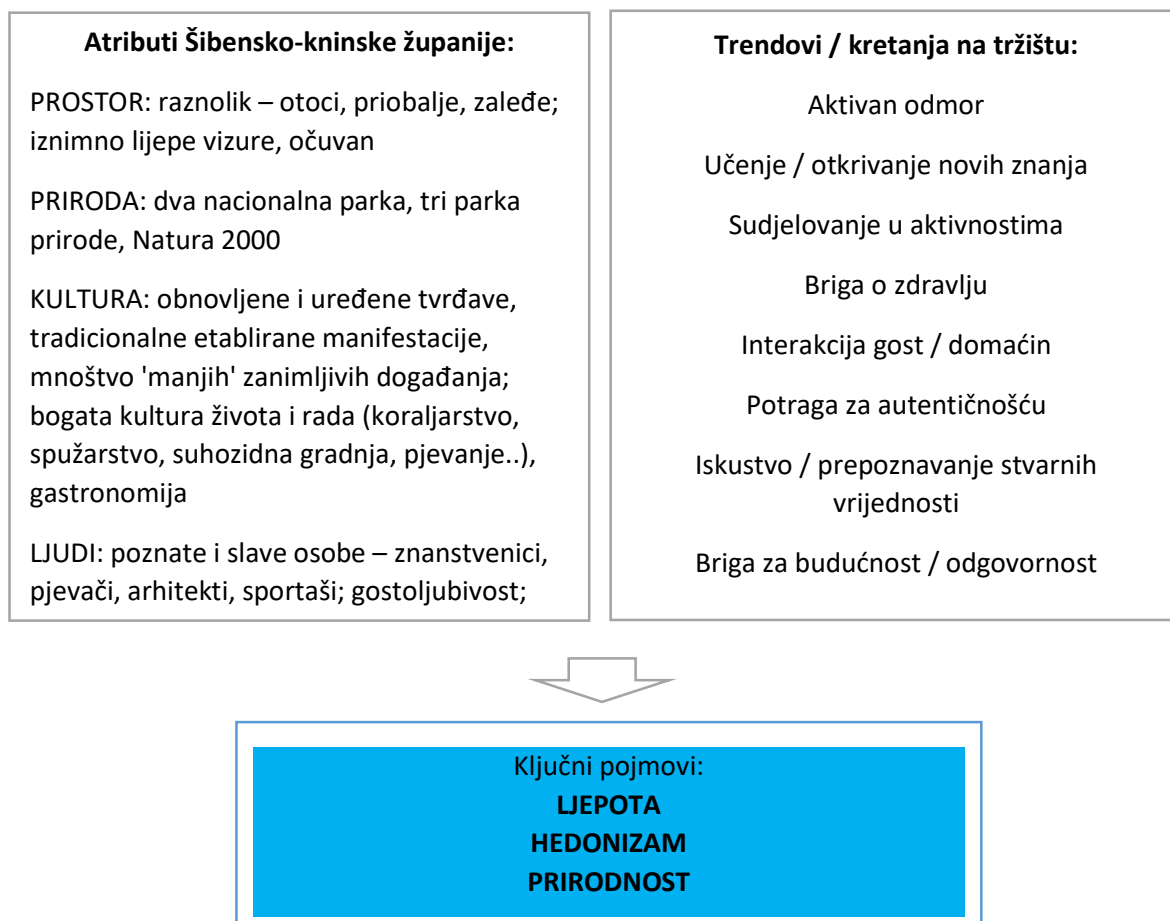 Atributi Šibensko-kninske županije:
PROSTOR: raznolik – otoci, priobalje, zaleđe;
iznimno lijepe vizure, očuvan
PRIRODA: dva nacionalna parka, tri parka
prirode, Natura 2000
KULTURA: obnovljene i uređene tvrđave,
tradicionalne etablirane manifestacije,
mnoštvo 'manjih' zanimljivih događanja;
bogata kultura života i rada (koraljarstvo,
spužarstvo, suhozidna gradnja, pjevanje..),
gastronomija
LJUDI: poznate i slave osobe – znanstvenici,
pjevači, arhitekti, sportaši; gostoljubivost;
Trendovi / kretanja na tržištu:
Aktivan odmor
Učenje / otkrivanje novih znanja
Sudjelovanje u aktivnostima
Briga o zdravlju
Interakcija gost / domaćin
Potraga za autentičnošću
Iskustvo / prepoznavanje stvarnih
vrijednosti
Briga za budućnost / odgovornost
Ključni pojmovi:
LJEPOTA
HEDONIZAM
PRIRODNOST